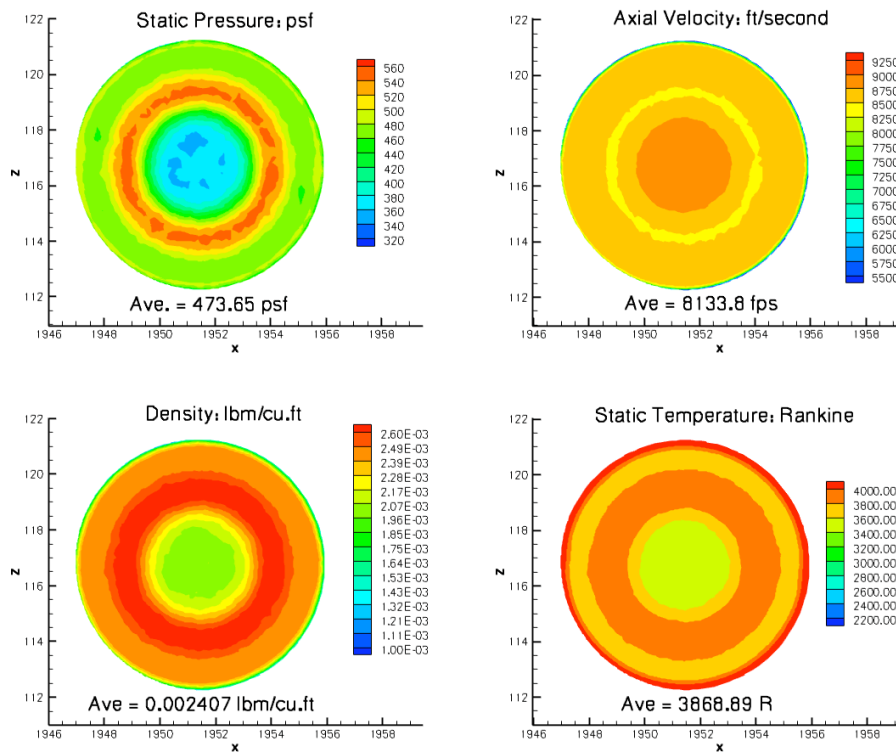 Static Pressure: psf
122
120
118
z
116
114
112
1946
1948
1950
1952
1954
1956
1958
x
560
540
520
500
480
460
440
420
400
380
360
340
320
Ave. = 473.65 psf
Axial Velocity: ft/second
122
120
118
z
116
114
112
1946
1948
1950
1952
1954
1956
1958
x
9250
9000
8750
8500
8250
8000
7750
7500
7250
7000
6750
6500
6250
6000
5750
5500
Ave = 8133.8 fps
Density: lbm/cu.ft
122
120
118
z
116
114
112
1946
1948
1950
1952
1954
1956
1958
x
2.60E-03
2.49E-03
2.39E-03
2.28E-03
2.17E-03
2.07E-03
1.96E-03
1.85E-03
1.75E-03
1.64E-03
1.53E-03
1.43E-03
1.32E-03
1.21E-03
1.11E-03
1.00E-03
Ave = 0.002407 lbm/cu.ft
Static Temperature: Rankine
122
120
118
z
116
114
112
1946
1948
1950
1952
1954
1956
1958
x
4000.00
3800.00
3600.00
3400.00
3200.00
3000.00
2800.00
2600.00
2400.00
2200.00
Ave = 3868.89 R